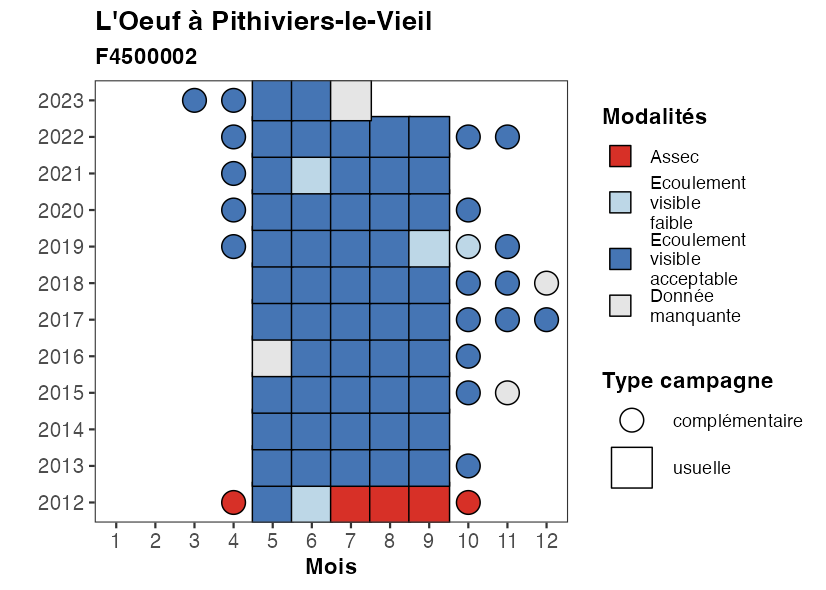 L'Oeuf à Pithiviers-le-Vieil
F4500002
2023
2022
2021
2020
2019
2018
2017
2016
2015
2014
2013
2012
1 2 3 4 5 6 7 8 9 10 11 12
Mois
Modalités
Assec
Ecoulement
visible
faible
Ecoulement
visible
acceptable
Donnée
manquante
Type campagne
complémentaire
usuelle